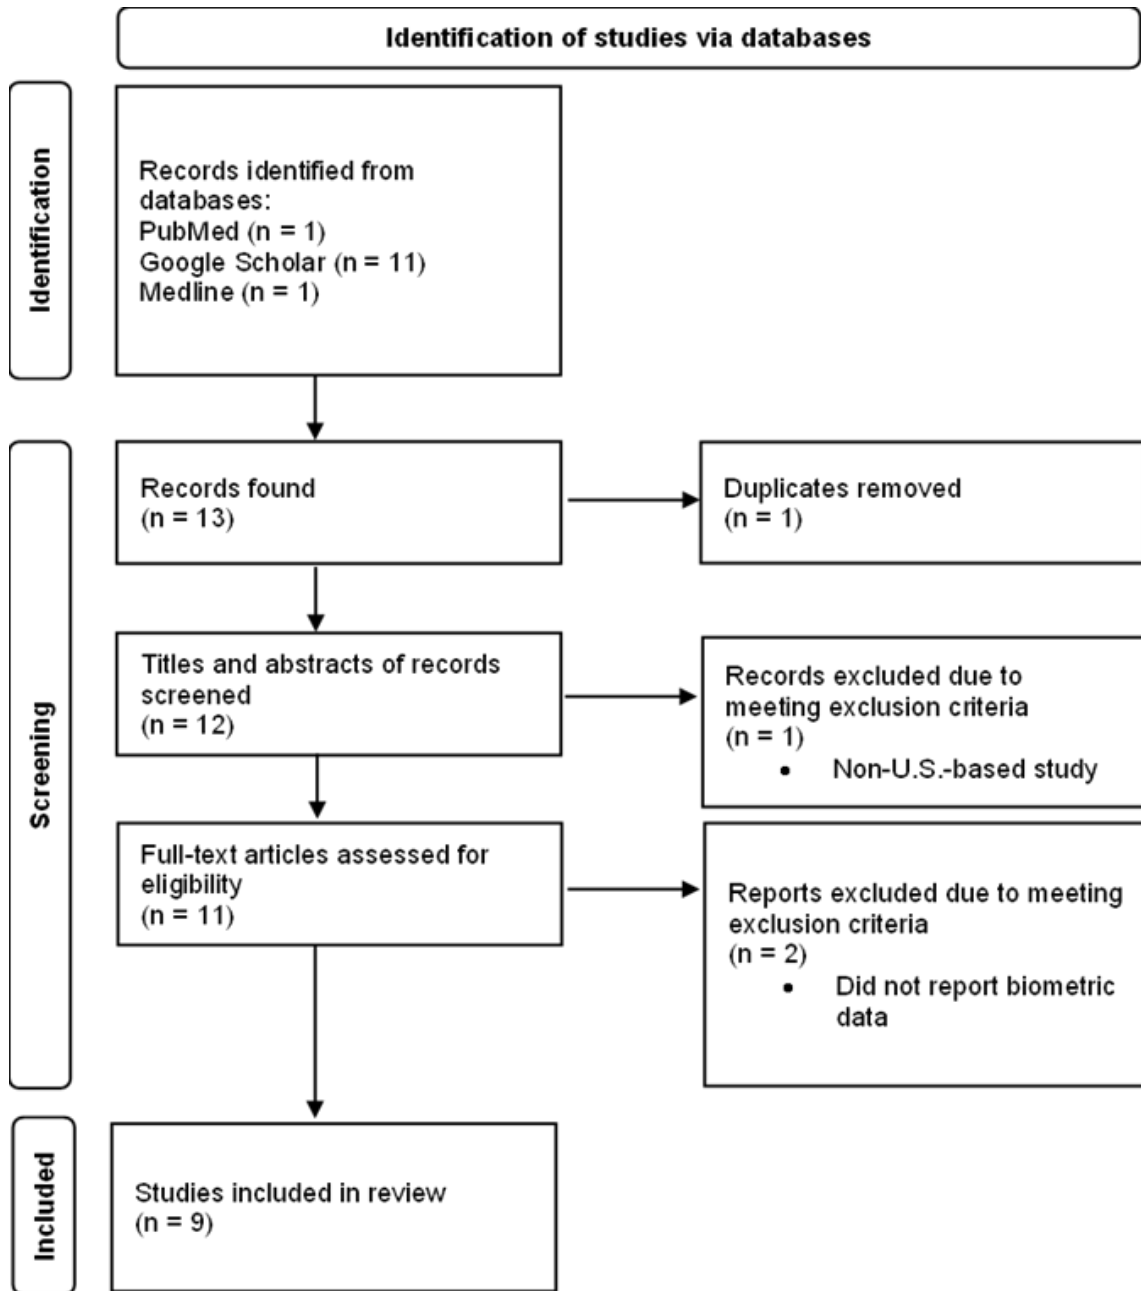 Identification of studies via databases
Identification
Records identified from
databases:
PubMed (n = 1)
Google Scholar (n = 11)
Medline (n = 1)
Screening
Records found
(n = 13)
Duplicates removed
(n = 1)
Titles and abstracts of records
screened
(n = 12)
Records excluded due to
meeting exclusion criteria
(n = 1)
• Non-U.S.-based study
Full-text articles assessed for
eligibility
(n = 11)
Reports excluded due to meeting
exclusion criteria
(n = 2)
• Did not report biometric
data
Included
Studies included in review
(n = 9)